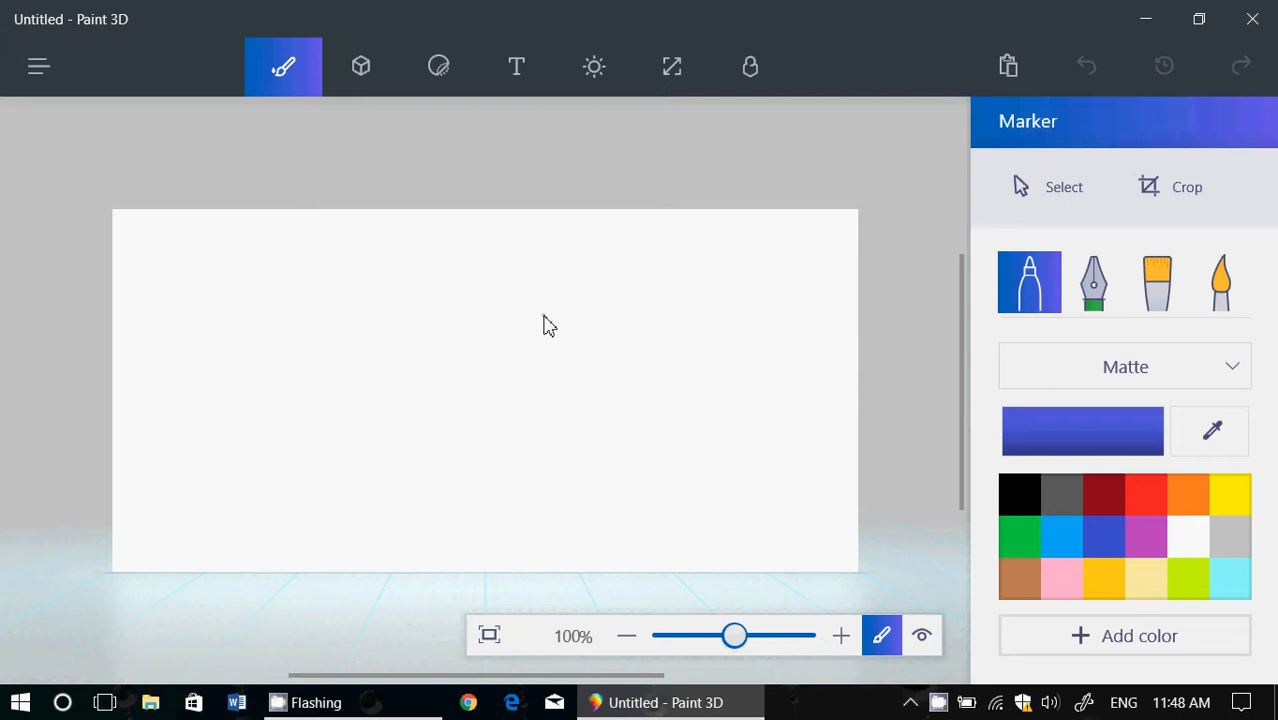 Untitled - Paint 3D
Marker
Select
Crop
Matte
Add color
100%
Flashing
Untitled - Paint 3D
ENG
11:48 AM